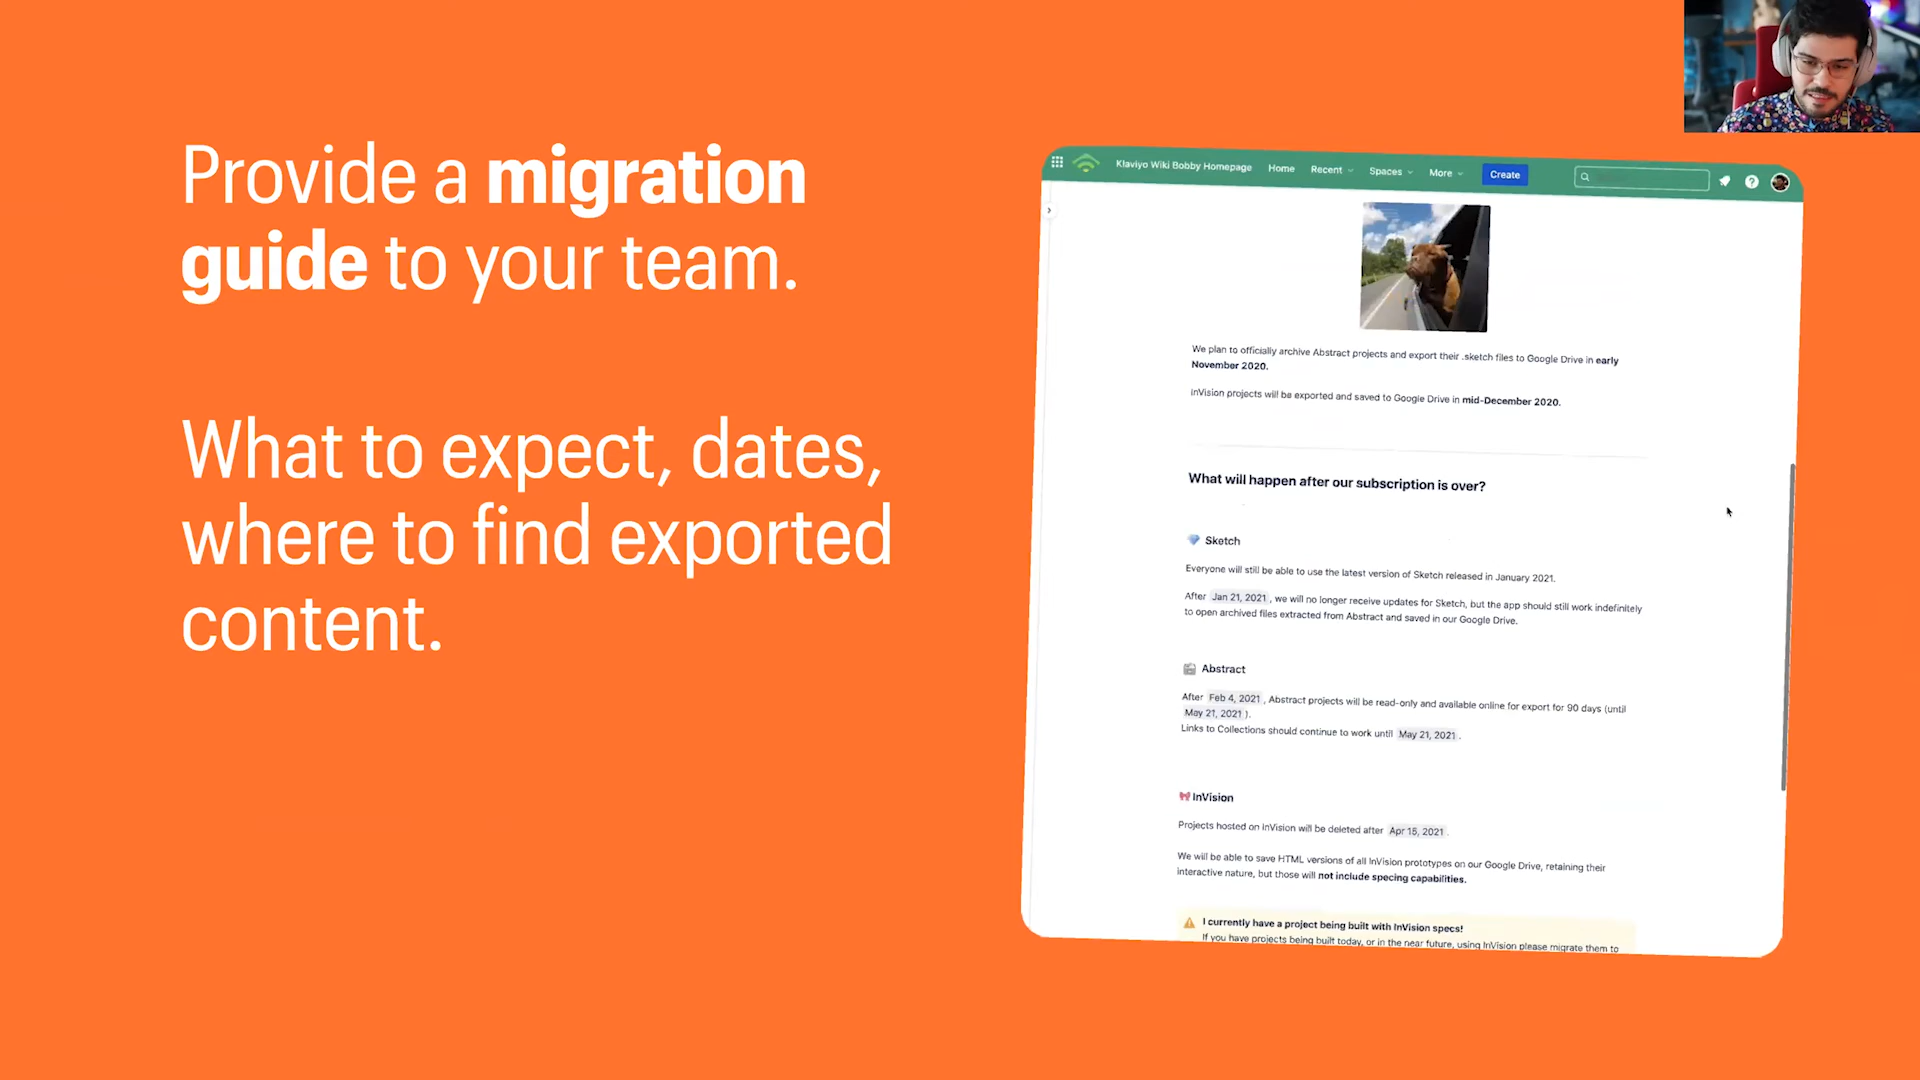 Provide a migration
guide to your team.
What to expect, dates,
where to find exported
content.
Klaviyo Wiki Bobby Homepage Home Recent Spaces More Create
We plan to officially archive Abstract projects and export their .sketch files to Google Drive in early
November 2020.
InVision projects will be exported and saved to Google Drive in mid-December 2020.
What will happen after our subscription is over?
Sketch
Everyone will still be able to use the latest version of Sketch released in January 2021.
After Jan 21, 2021, we will no longer receive updates for Sketch, but the app should still work indefinitely
to open archived files extracted from Abstract and saved in our Google Drive.
Abstract
After Feb 4, 2021, Abstract projects will be read-only and available online for export for 90 days (until
May 21, 2021).
Links to Collections should continue to work until May 21, 2021.
InVision
Projects hosted on InVision will be deleted after Apr 15, 2021.
We will be able to save HTML versions of all InVision prototypes on our Google Drive, retaining their
interactive nature, but those will not include specing capabilities.
I currently have a project being built with InVision specs!
If you have projects being built today, or in the near future, using InVision please migrate them to